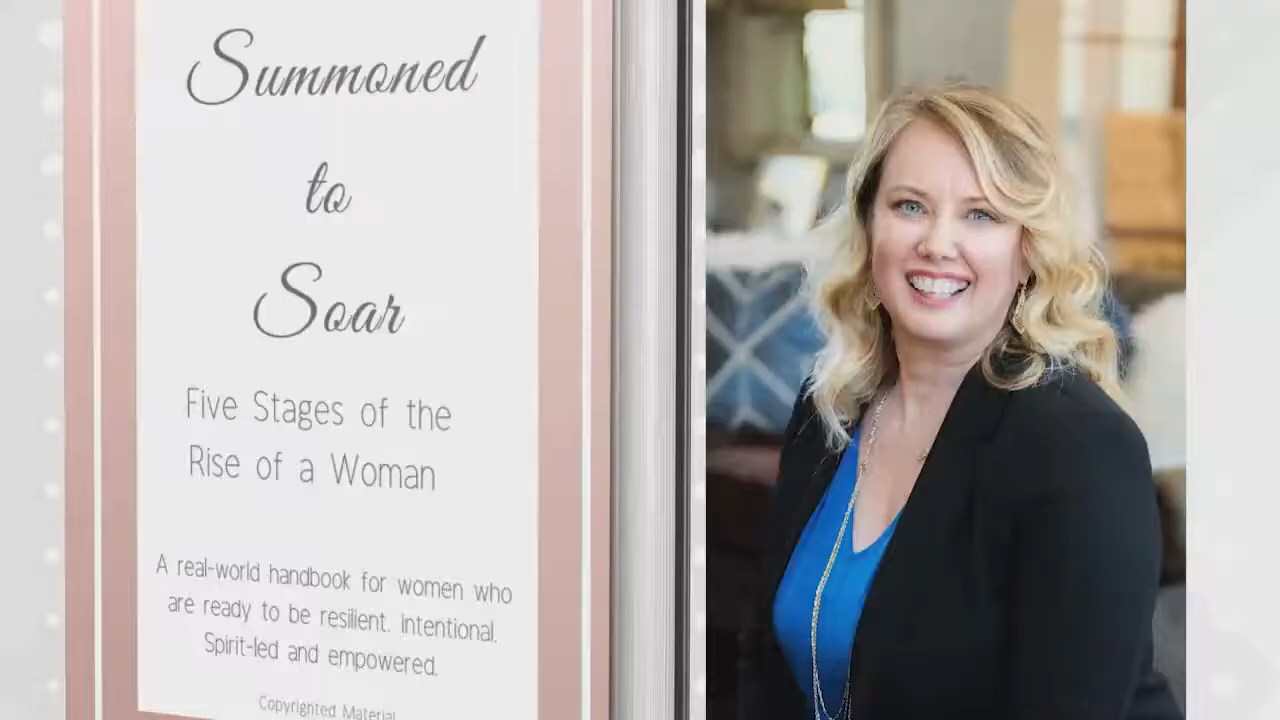 Summoned
to
Soar
Five Stages of the
Rise of a Woman
A real-world handbook for women who
are ready to be resilient, intentional,
Spirit-led and empowered.
Copyrighted Material